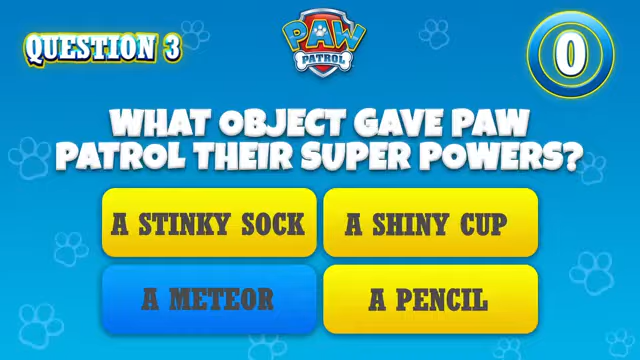 QUESTION 3
PAW
PATROL
0
WHAT OBJECT GAVE PAW
PATROL THEIR SUPER POWERS?
A STINKY SOCK
A SHINY CUP
A METEOR
A PENCIL